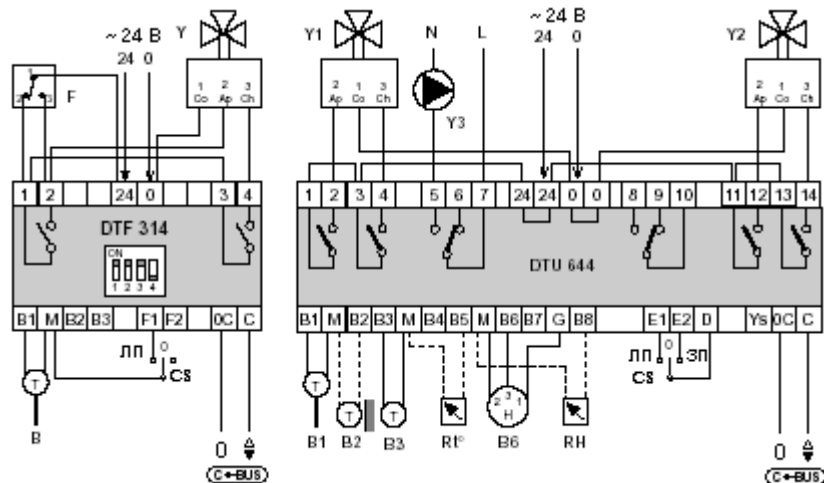 ~24 В Y Y1 N L ~24 В Y2
24 0 24 0
1 2 3 2 1 3 2 1 3
Co Ap Ch Ap Co Ch Ap Co Ch
1
2 3 F Y3
1 2 24 0 3 4 1 2 3 4 5 6 7 24 24 0 0 8 9 10 11 12 13 14
DTF 314
ON
1 2 3 4
DTU 644
B1 M B2 B3 F1 F2 0C C B1 M B2 B3 M B4 B5 M B6 B7 G B8 E1 E2 D Ys 0C C
ЛП 0 ЛП 0 ЗП
CS CS
T T T T 2 3 1
H
B B1 B2 B3 Rt° B6 RH
0 0
C BUS C BUS